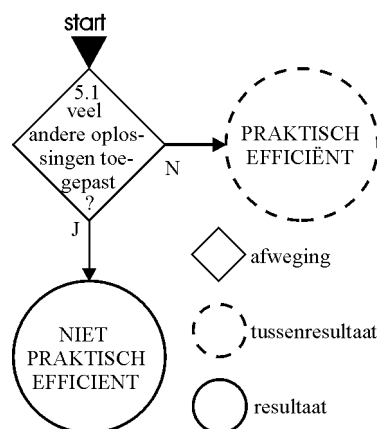 start
5.1
veel
andere oplos-
singen toe-
gepast
?
N
J
PRAKTISCH
EFFICIËNT
NIET
PRAKTISCH
EFFICIENT
afweging
tussenresultaat
resultaat